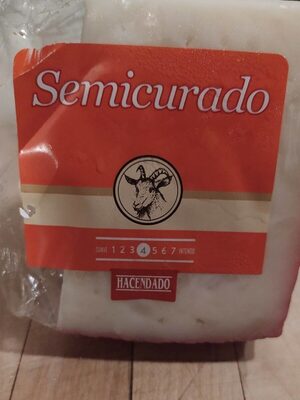 Semicurado
SUAVE 1 2 3 4 5 6 7 INTENSO
HACENDADO